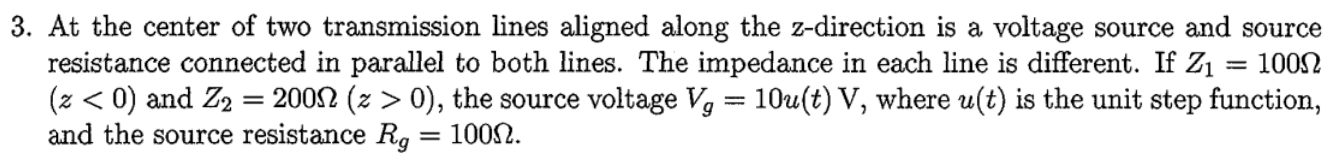 3. At the center of two transmission lines aligned along the z-direction is a voltage source and source
resistance connected in parallel to both lines. The impedance in each line is different. If Z₁ = 100Ω
(z < 0) and Z₂ = 200Ω (z > 0), the source voltage V_g = 10u(t) V, where u(t) is the unit step function,
and the source resistance R_g = 100Ω.